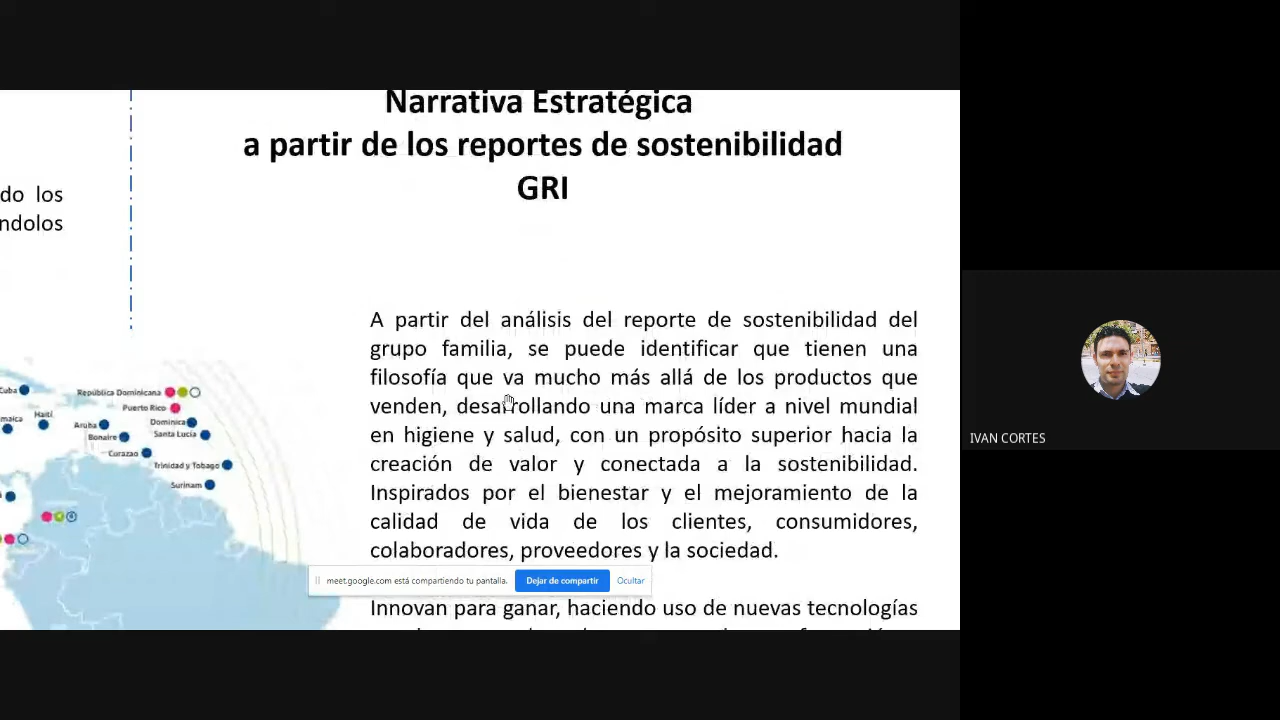 Narrativa Estratégica
a partir de los reportes de sostenibilidad
GRI
do los
ndolos
A partir del análisis del reporte de sostenibilidad del
grupo familia, se puede identificar que tienen una
filosofía que va mucho más allá de los productos que
venden, desarrollando una marca líder a nivel mundial
en higiene y salud, con un propósito superior hacia la
creación de valor y conectada a la sostenibilidad.
Inspirados por el bienestar y el mejoramiento de la
calidad de vida de los clientes, consumidores,
colaboradores, proveedores y la sociedad.
Innovan para ganar, haciendo uso de nuevas tecnologías
Cuba
República Dominicana
Puerto Rico
Haití
maica
Aruba
Dominica
Bonaire
Santa Lucía
Curazao
Trinidad y Tobago
Surinam
meet.google.com está compartiendo tu pantalla.
Dejar de compartir
Ocultar
IVAN CORTES